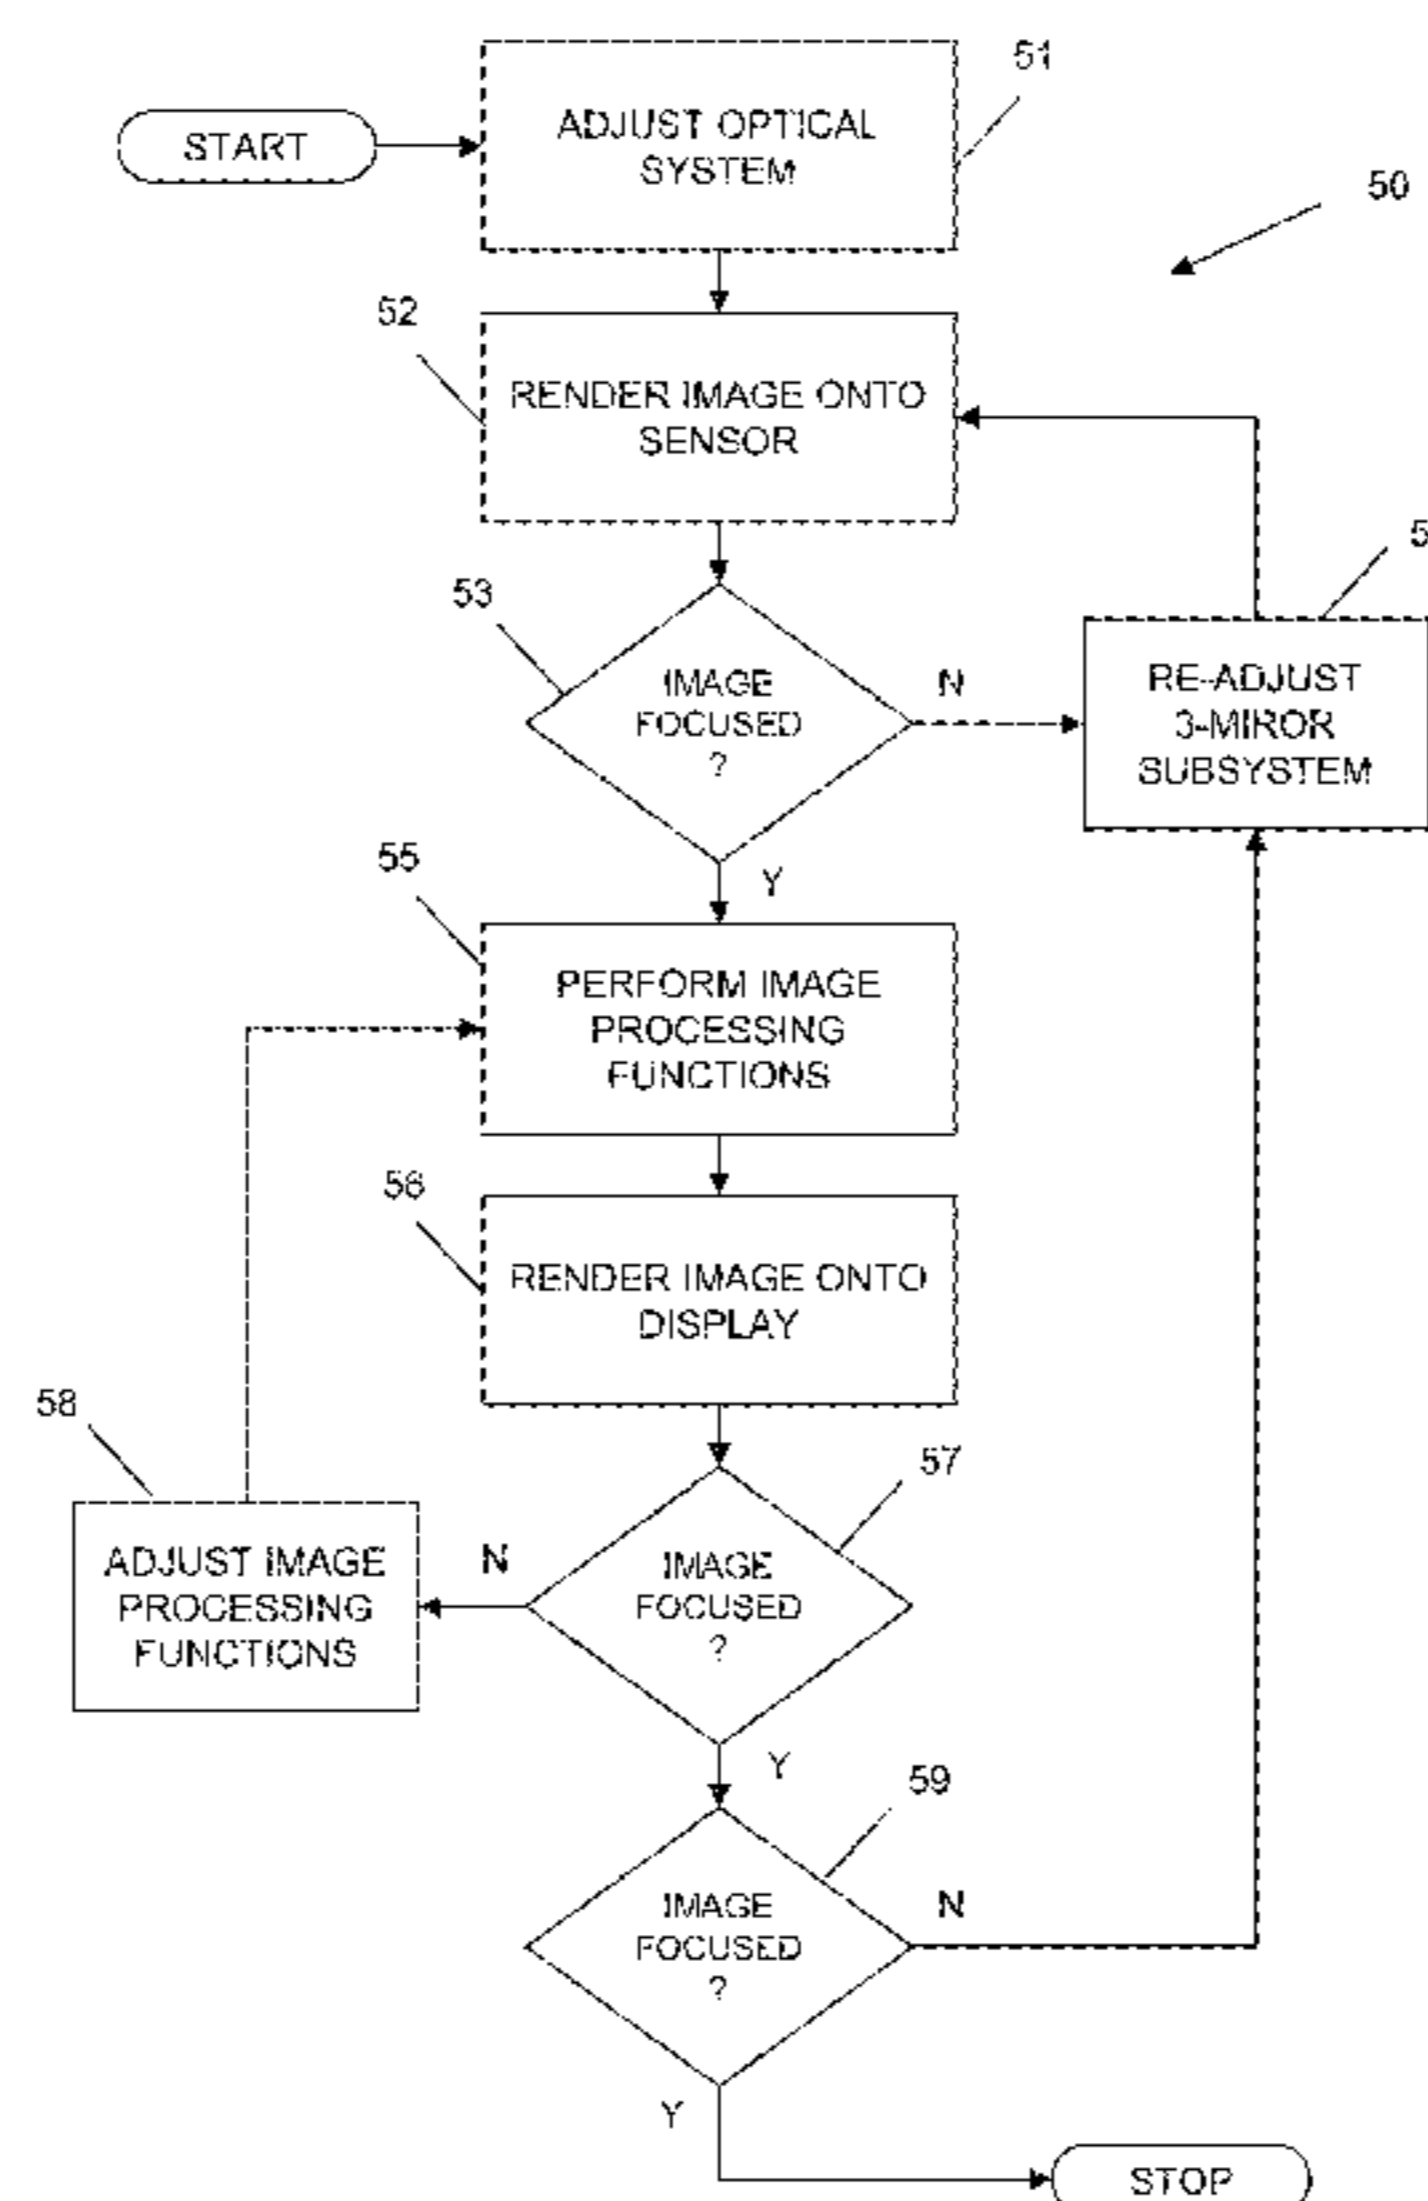 51
START
ADJUST OPTICAL
SYSTEM
50
52
RENDER IMAGE ONTO
SENSOR
5
53
IMAGE
FOCUSED
?
N
RE-ADJUST
3-MIROR
SUBSYSTEM
Y
55
PERFORM IMAGE
PROCESSING
FUNCTIONS
56
RENDER IMAGE ONTO
DISPLAY
58
57
ADJUST IMAGE
PROCESSING
FUNCTIONS
N
IMAGE
FOCUSED
?
Y
59
IMAGE
FOCUSED
?
N
Y
STOP